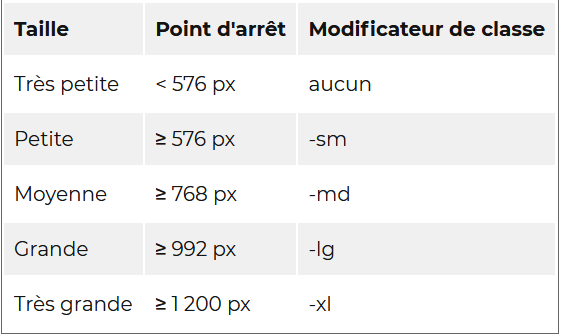 Taille Point d'arrêt Modificateur de classe
Très petite < 576 px aucun
Petite ≥ 576 px -sm
Moyenne ≥ 768 px -md
Grande ≥ 992 px -lg
Très grande ≥ 1 200 px -xl